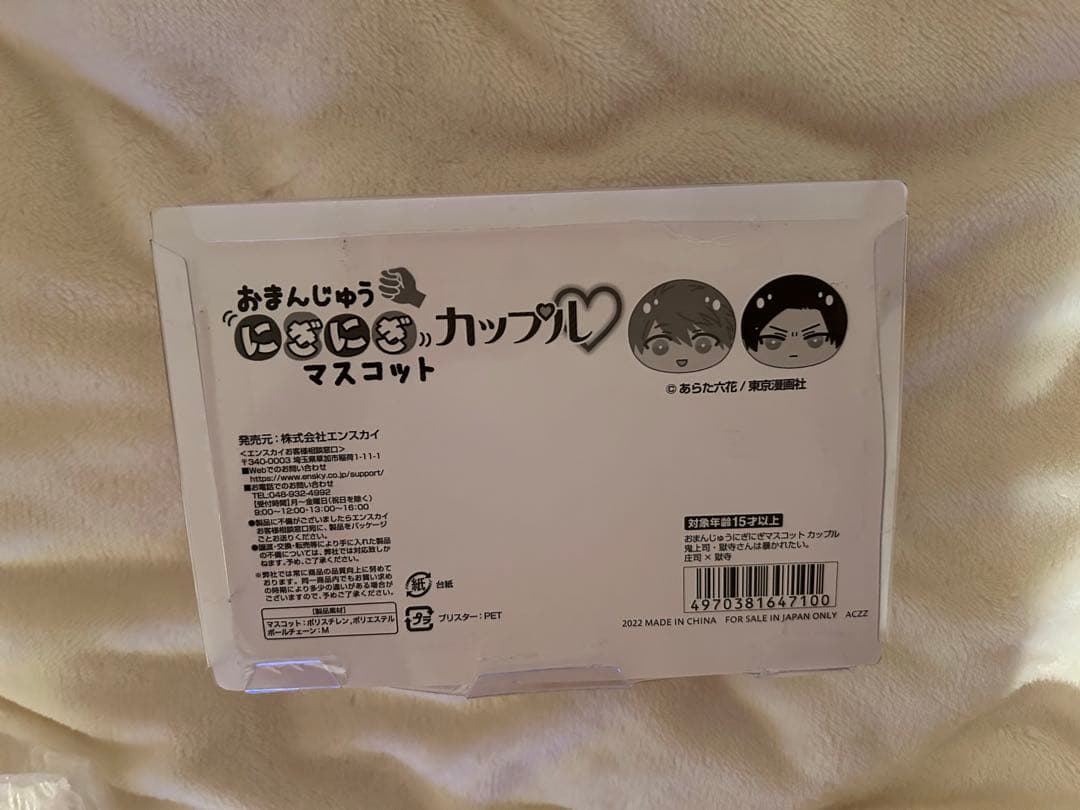 おまんじゅう
にぎにぎ
マスコット
カップル
©あらた六花/東京漫画社
発売元:株式会社エンスカイ
<エンスカイお客様相談窓口>
〒340-0003 埼玉県草加市稲荷1-11-1
■Webでのお問い合わせ
https://www.ensky.co.jp/support/
■お電話でのお問い合わせ
TEL:048-932-4992
[受付時間]月〜金曜日(祝日を除く)
9:00〜12:00・13:00〜16:00
●製品に不備がございましたらエンスカイ
お客様相談窓口宛に、製品をパッケージ
ごとお送りください。
●譲渡・交換・転売等により手に入れた製品
の不備については、弊社では対応致しか
ねます。予め、ご了承ください。
※弊社では常に商品の品質向上に努めて
おります。同一商品内でもお買い求め
の時期により多少の違いがある場合が
ございますので、予めご了承ください。
【製品素材】
マスコット:ポリスチレン,ポリエステル
ボールチェーン:M
紙 台紙
プラ ブリスター:PET
対象年齢15才以上
おまんじゅうにぎにぎマスコット カップル
鬼上司・獄寺さんは暴かれたい。
庄司×獄寺
4970381647100
2022 MADE IN CHINA FOR SALE IN JAPAN ONLY ACZZ